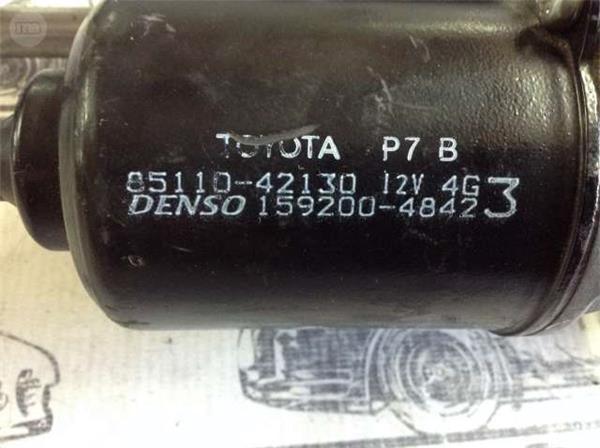 TOYOTA P7 B
85110-42130 12V 4G
DENSO 159200-4842 3